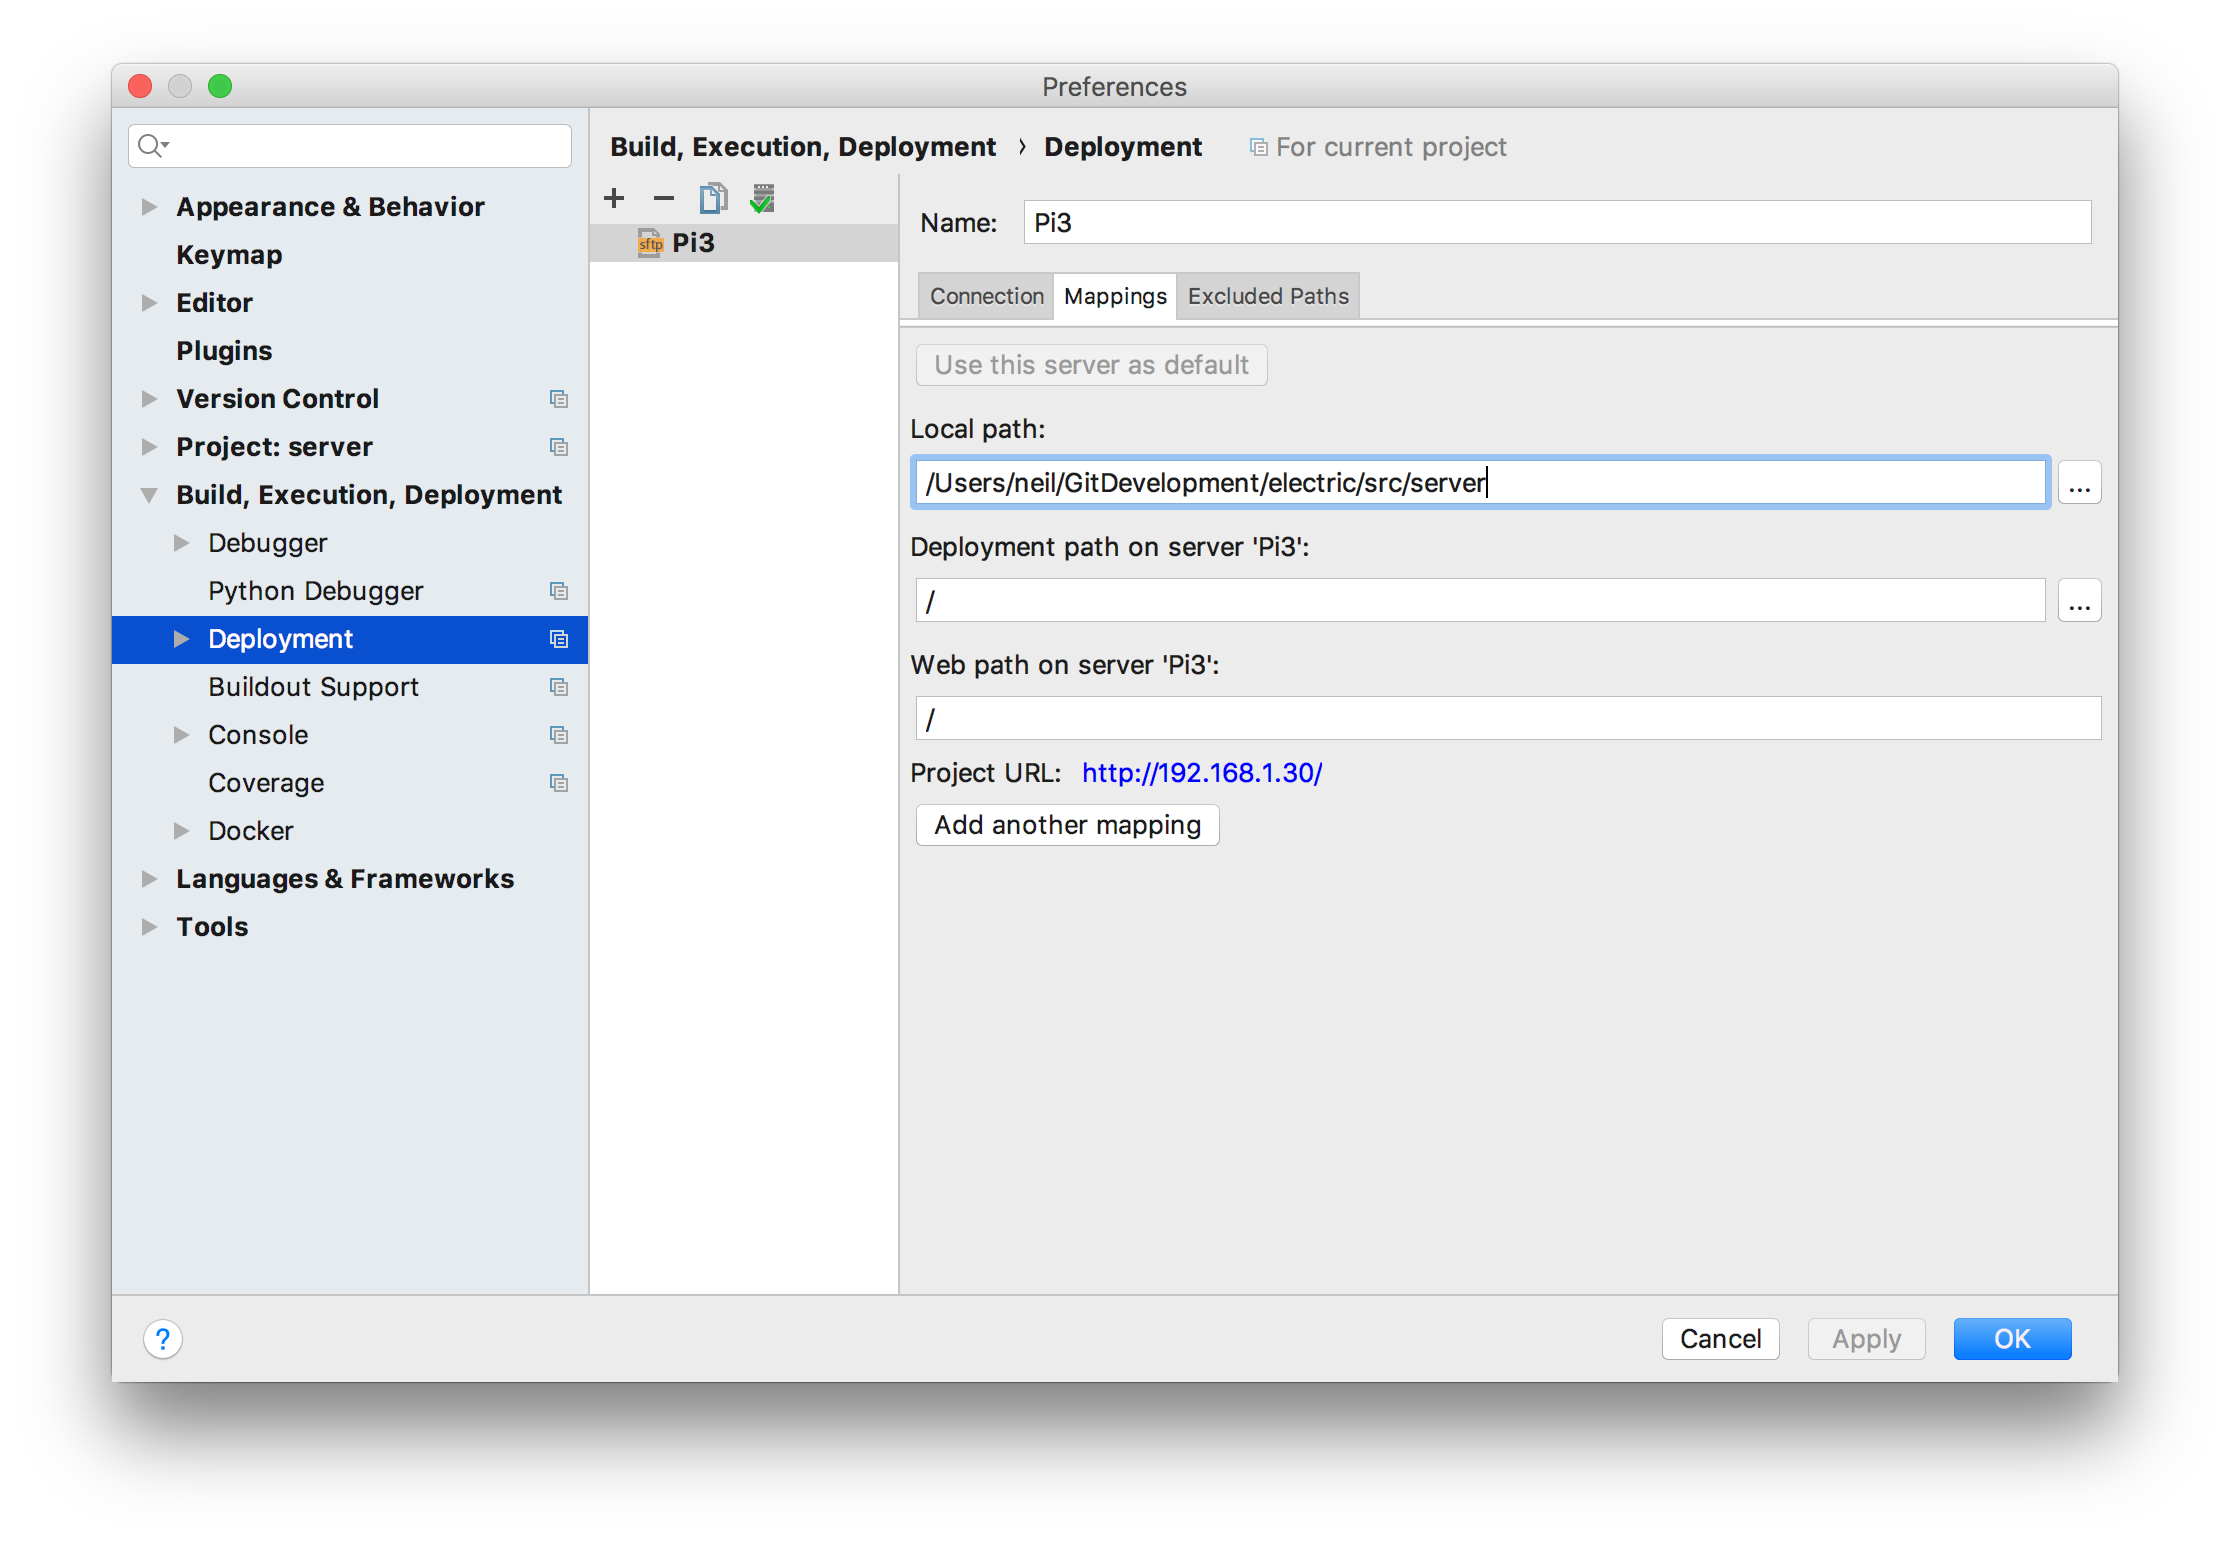 Preferences
Appearance & Behavior
Keymap
Editor
Plugins
Version Control
Project: server
Build, Execution, Deployment
Debugger
Python Debugger
Deployment
Buildout Support
Console
Coverage
Docker
Languages & Frameworks
Tools
Build, Execution, Deployment › Deployment For current project
sftp Pi3
Name: Pi3
Connection Mappings Excluded Paths
Use this server as default
Local path:
/Users/neil/GitDevelopment/electric/src/server ...
Deployment path on server 'Pi3':
/ ...
Web path on server 'Pi3':
/
Project URL: http://192.168.1.30/
Add another mapping
? Cancel Apply OK